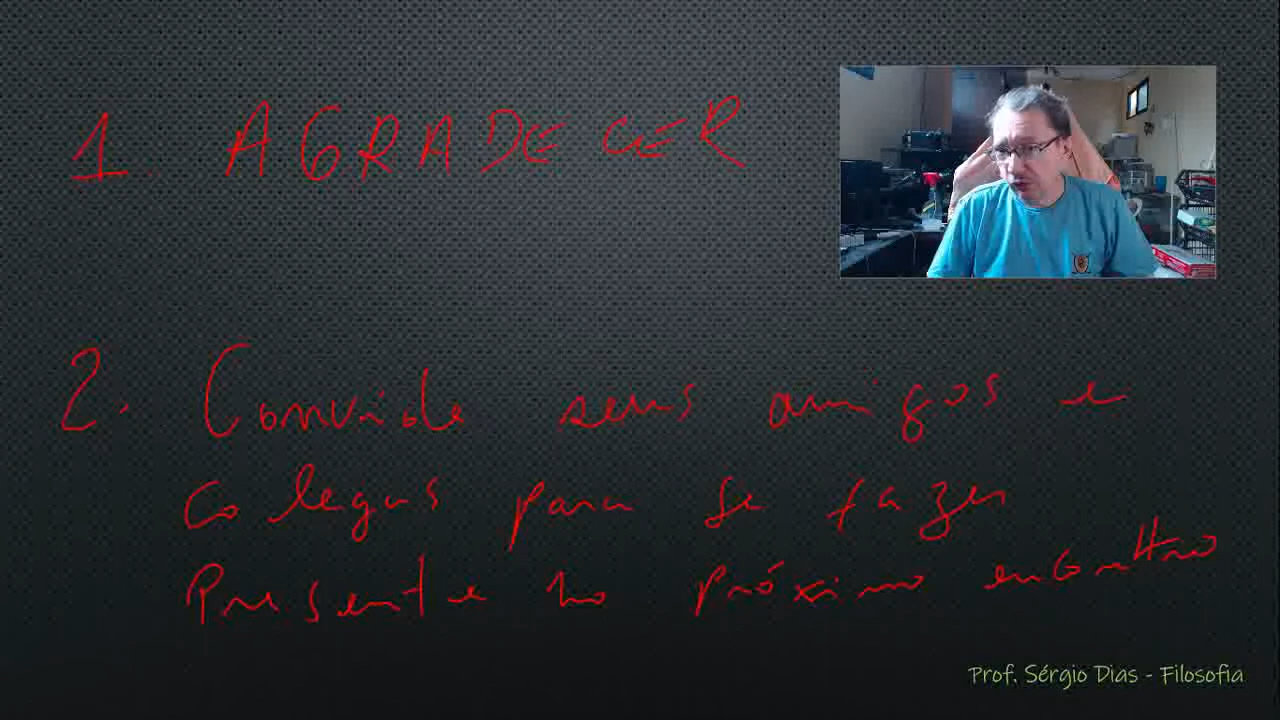 1. AGRADECER
2. Convide seus amigos e
colegas para se fazer
Presente no próximo encontro
Prof. Sérgio Dias - Filosofia